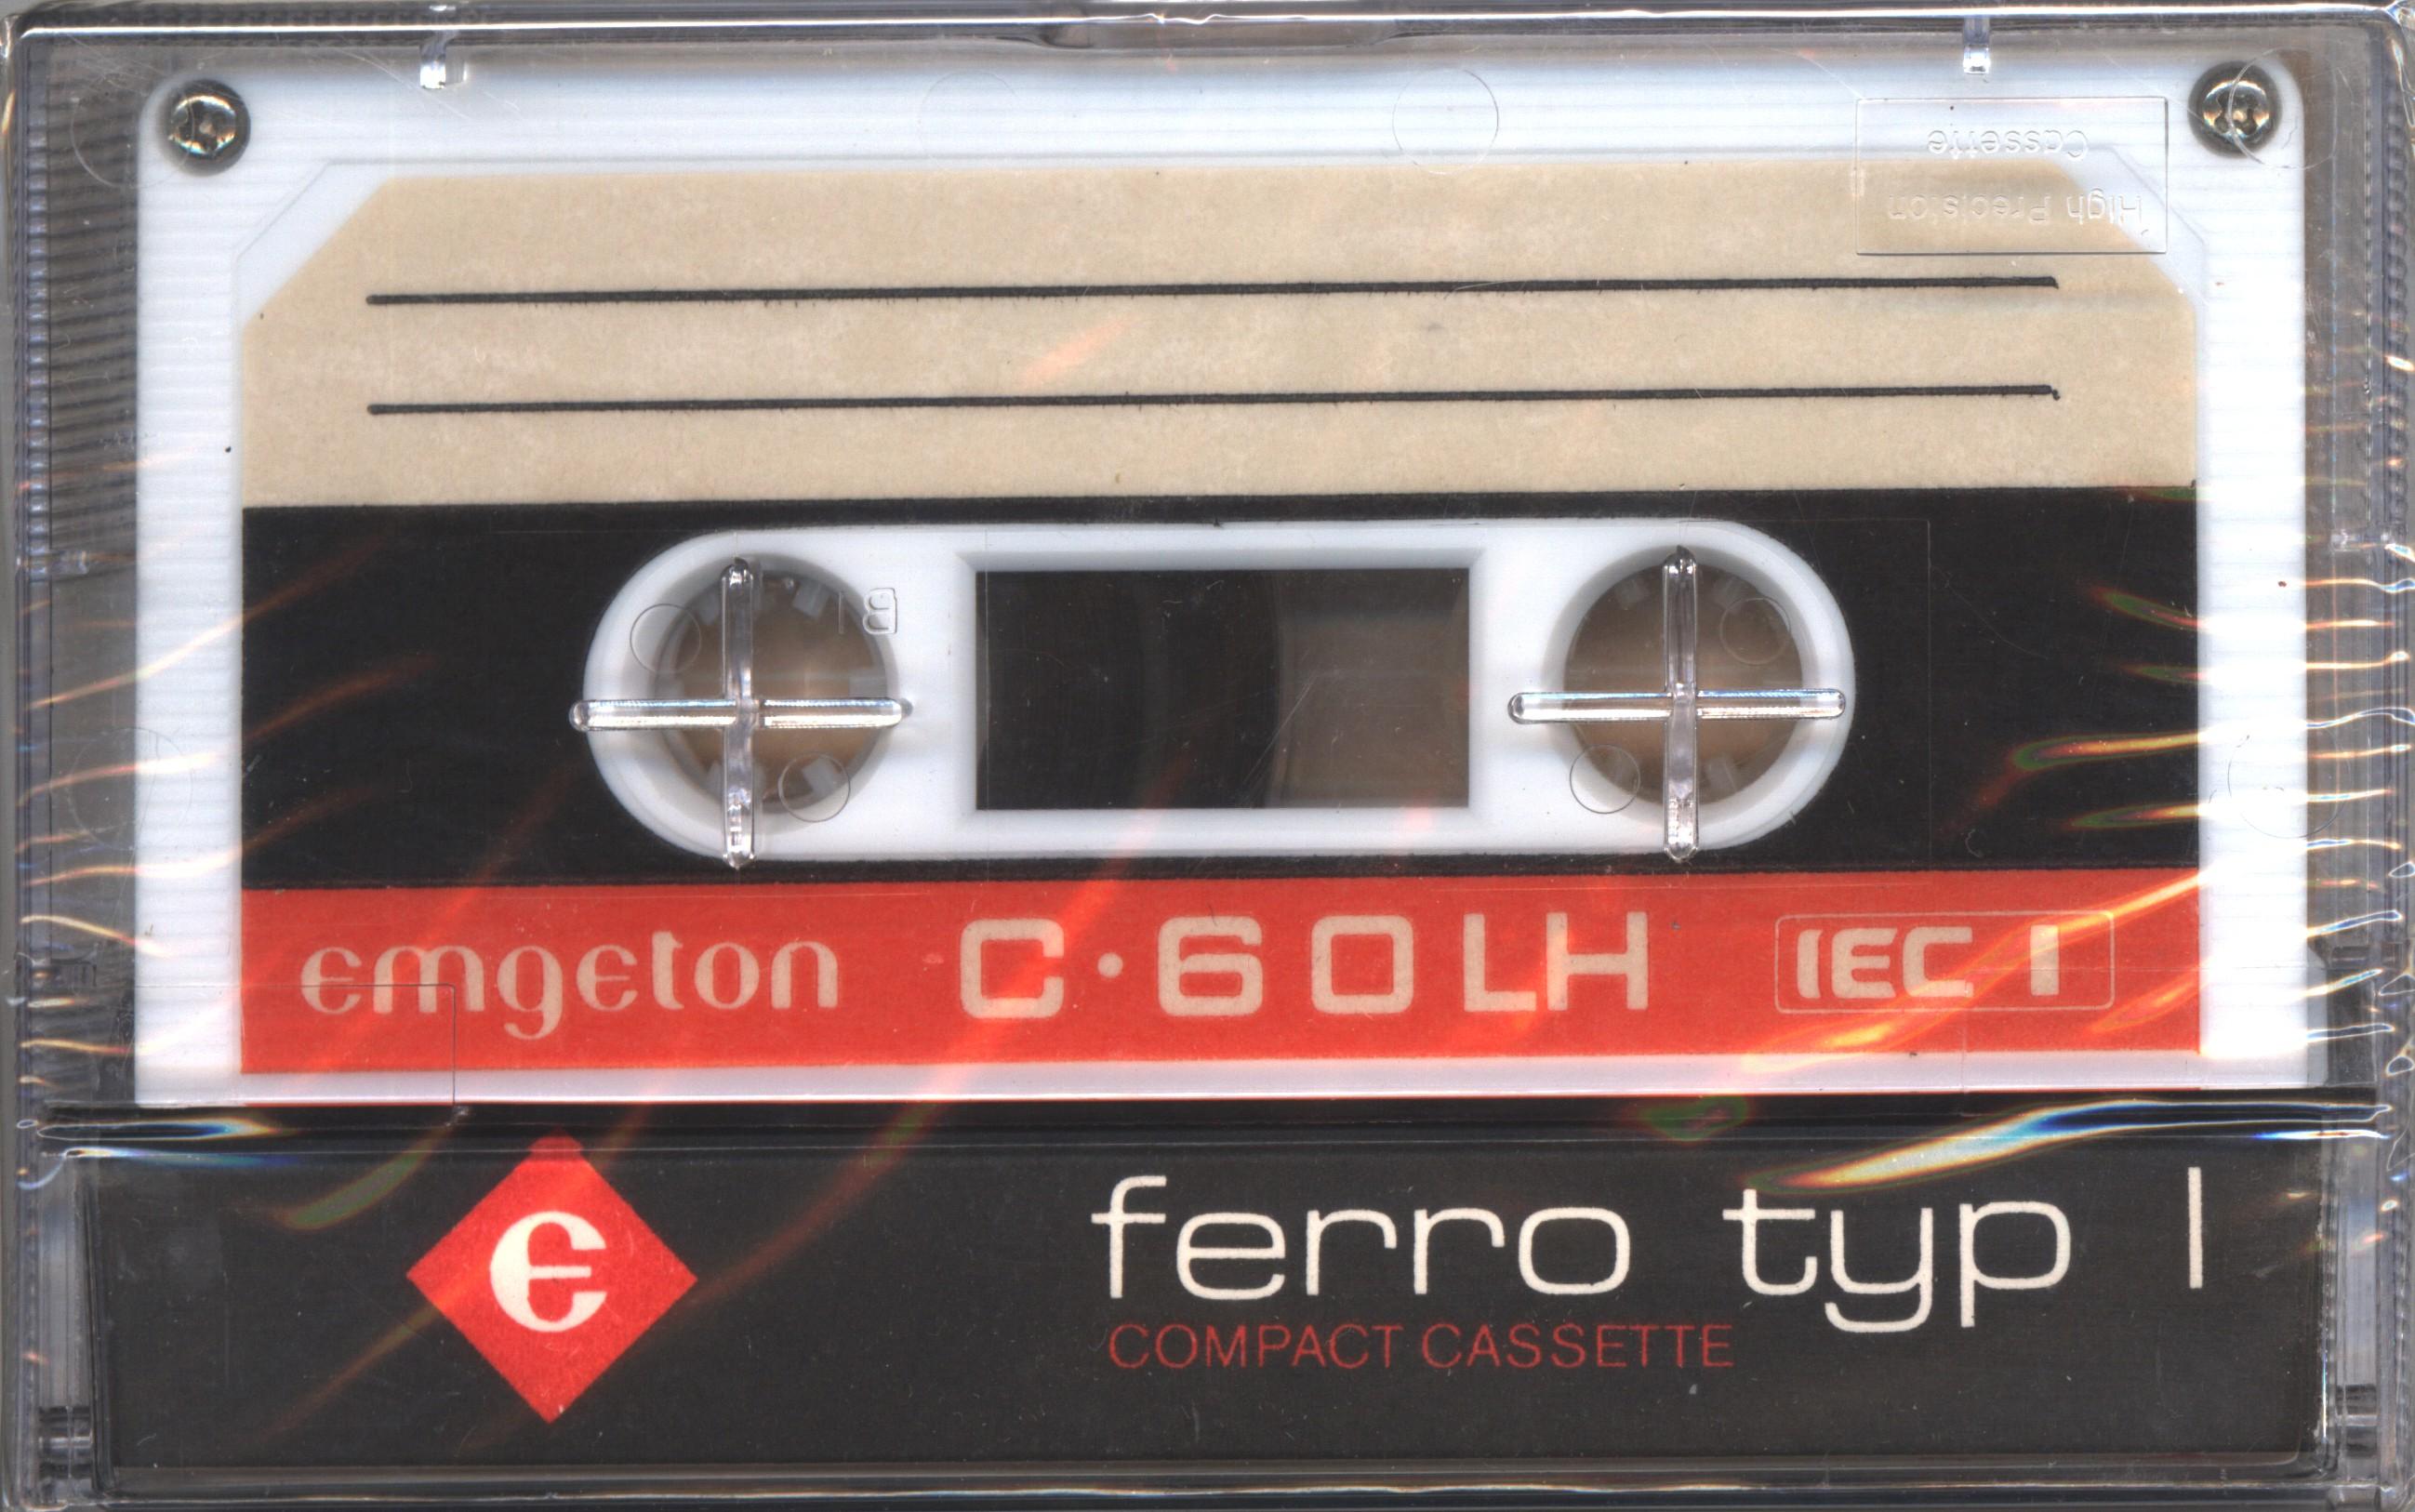 Cassette
High Precision
B
emgeton C·60LH IEC I
e
ferro typ I
COMPACT CASSETTE